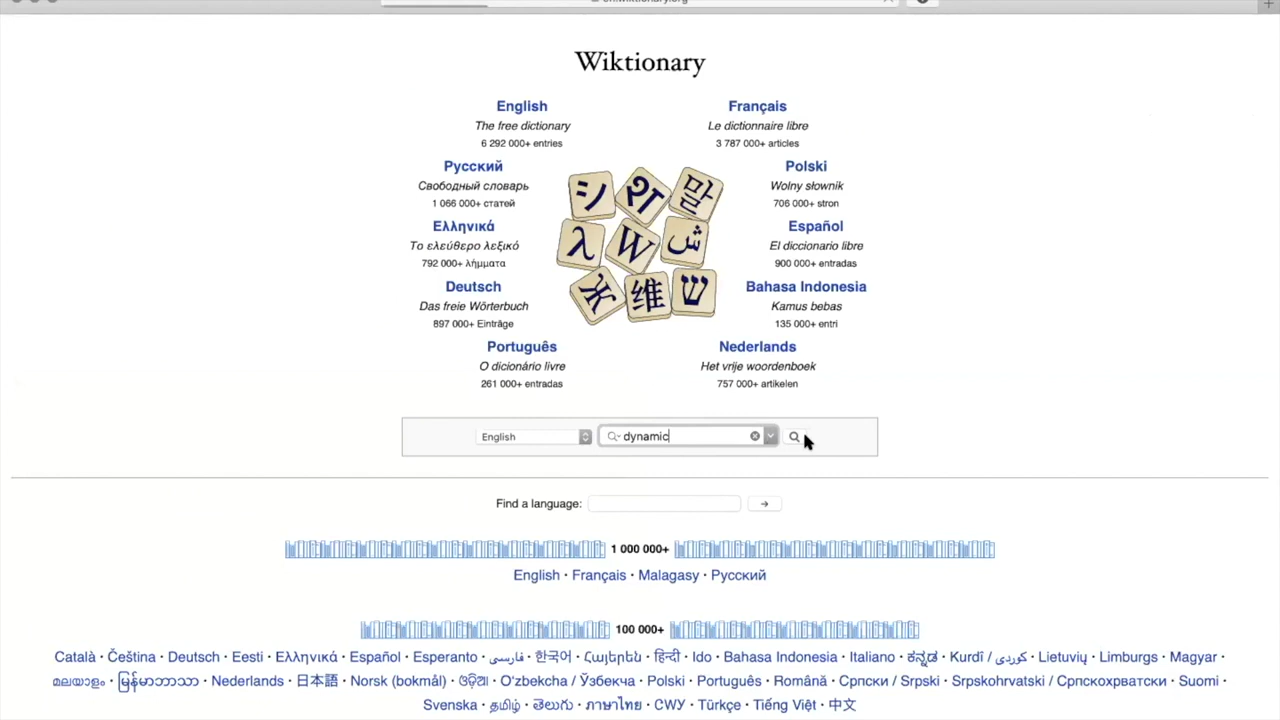 Wiktionary
English
The free dictionary
6 292 000+ entries
Français
Le dictionnaire libre
3 787 000+ articles
Русский
Свободный словарь
1 066 000+ статей
Polski
Wolny słownik
706 000+ stron
Ελληνικά
Το ελεύθερο λεξικό
792 000+ λήμματα
Español
El diccionario libre
900 000+ entradas
Deutsch
Das freie Wörterbuch
897 000+ Einträge
Bahasa Indonesia
Kamus bebas
135 000+ entri
Português
O dicionário livre
261 000+ entradas
Nederlands
Het vrije woordenboek
757 000+ artikelen
シ
말
λ W ش
维 ש
English dynamic
Find a language: →
1 000 000+
English · Français · Malagasy · Русский
100 000+
Català · Čeština · Deutsch · Eesti · Ελληνικά · Español · Esperanto · فارسی · 한국어 · Հայերեն · हिन्दी · Ido · Bahasa Indonesia · Italiano · ಕನ್ನಡ · Kurdî / كوردی · Lietuvių · Limburgs · Magyar ·
മലയാളം · မြန်မာဘာသာ · Nederlands · 日本語 · Norsk (bokmål) · ଓଡ଼ିଆ · Oʻzbekcha / Ўзбекча · Polski · Português · Română · Српски / Srpski · Srpskohrvatski / Српскохрватски · Suomi ·
Svenska · தமிழ் · తెలుగు · ภาษาไทย · ᏣᎳᎩ · Türkçe · Tiếng Việt · 中文